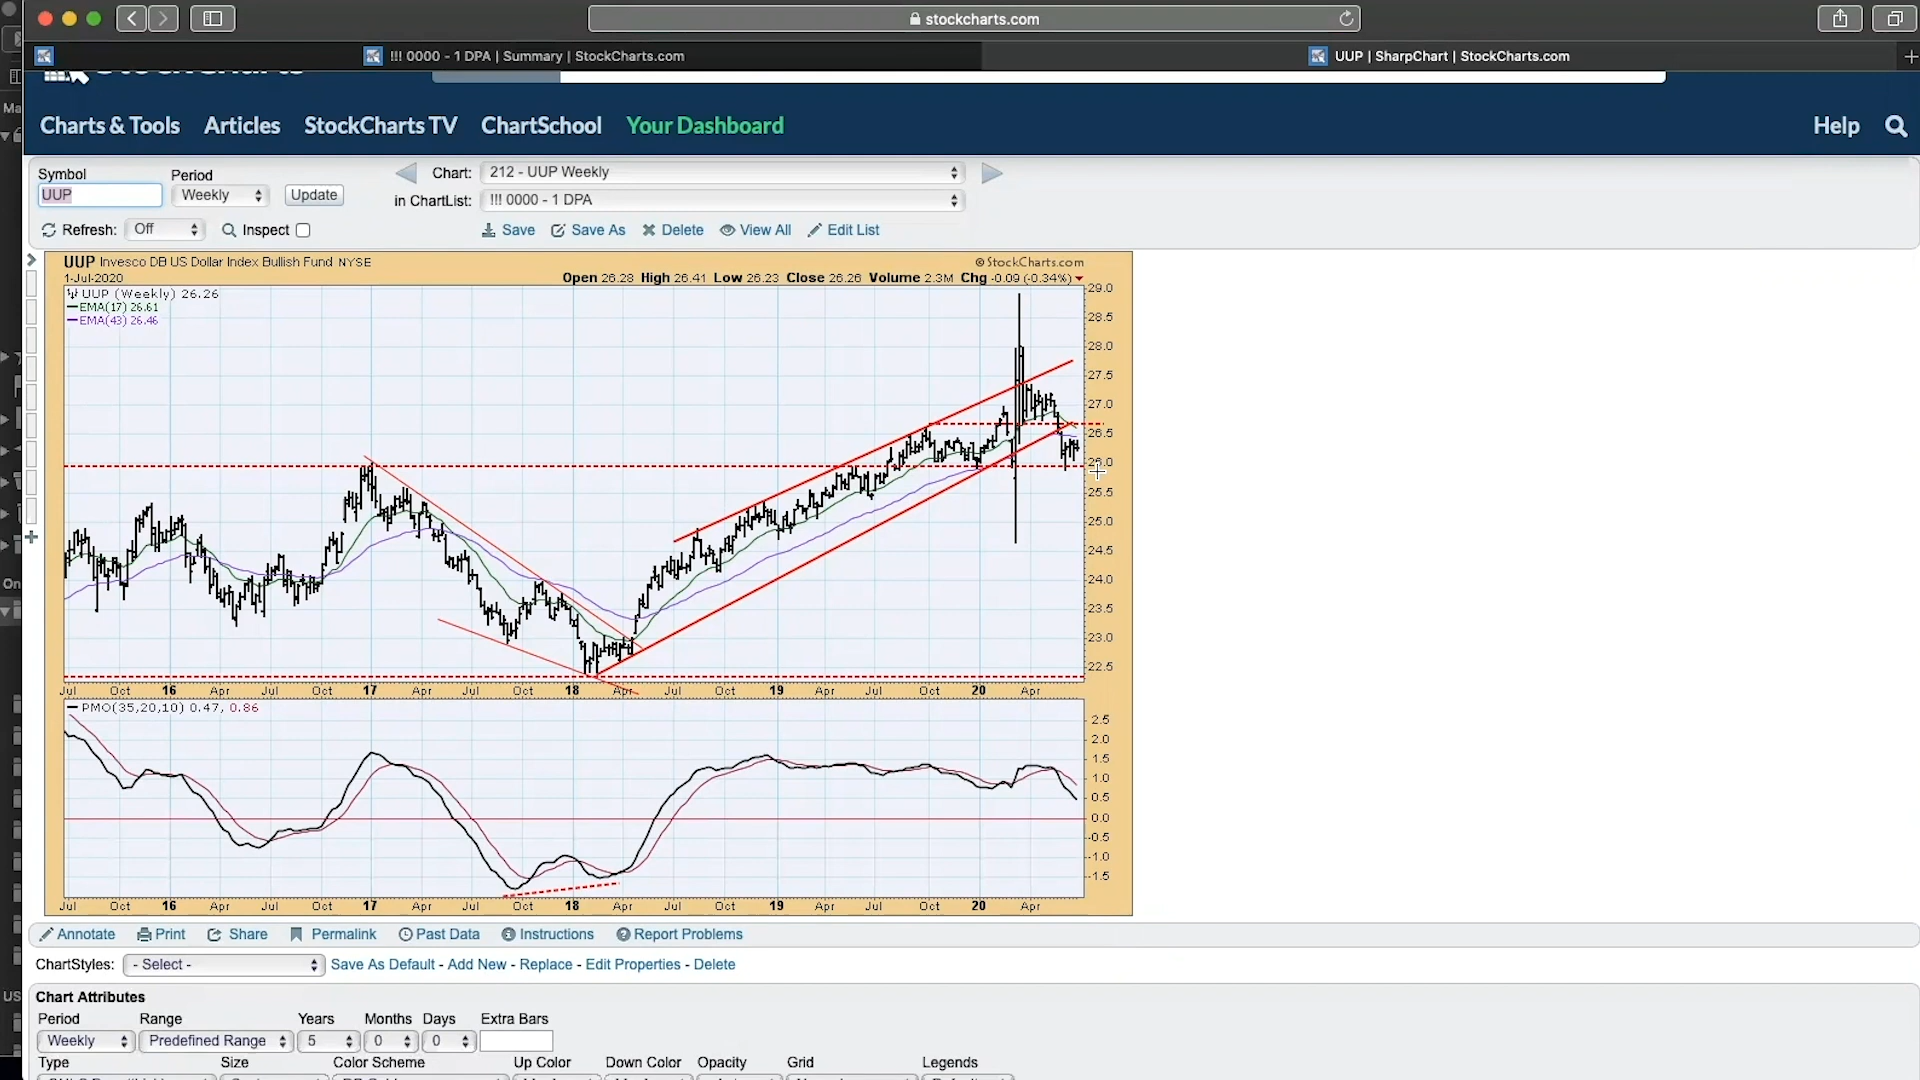 stockcharts.com
!!! 0000 - 1 DPA | Summary | StockCharts.com
UUP | SharpChart | StockCharts.com
Charts & Tools Articles StockCharts TV ChartSchool Your Dashboard Help
Symbol Period Chart: 212 - UUP Weekly
UUP Weekly Update in ChartList: !!! 0000 - 1 DPA
Refresh: Off Inspect Save Save As Delete View All Edit List
UUP Invesco DB US Dollar Index Bullish Fund NYSE © StockCharts.com
1-Jul-2020 Open 26.28 High 26.41 Low 26.23 Close 26.26 Volume 2.3M Chg -0.09 (-0.34%)
UUP (Weekly) 26.26
EMA(17) 26.61
EMA(43) 26.46
29.0
28.5
28.0
27.5
27.0
26.5
26.0
25.5
25.0
24.5
24.0
23.5
23.0
22.5
Jul Oct 16 Apr Jul Oct 17 Apr Jul Oct 18 Apr Jul Oct 19 Apr Jul Oct 20 Apr
PMO(35,20,10) 0.47, 0.86
2.5
2.0
1.5
1.0
0.5
0.0
-0.5
-1.0
-1.5
Jul Oct 16 Apr Jul Oct 17 Apr Jul Oct 18 Apr Jul Oct 19 Apr Jul Oct 20 Apr
Annotate Print Share Permalink Past Data Instructions Report Problems
ChartStyles: - Select - Save As Default - Add New - Replace - Edit Properties - Delete
Chart Attributes
Period Range Years Months Days Extra Bars
Weekly Predefined Range 5 0 0
Type Size Color Scheme Up Color Down Color Opacity Grid Legends